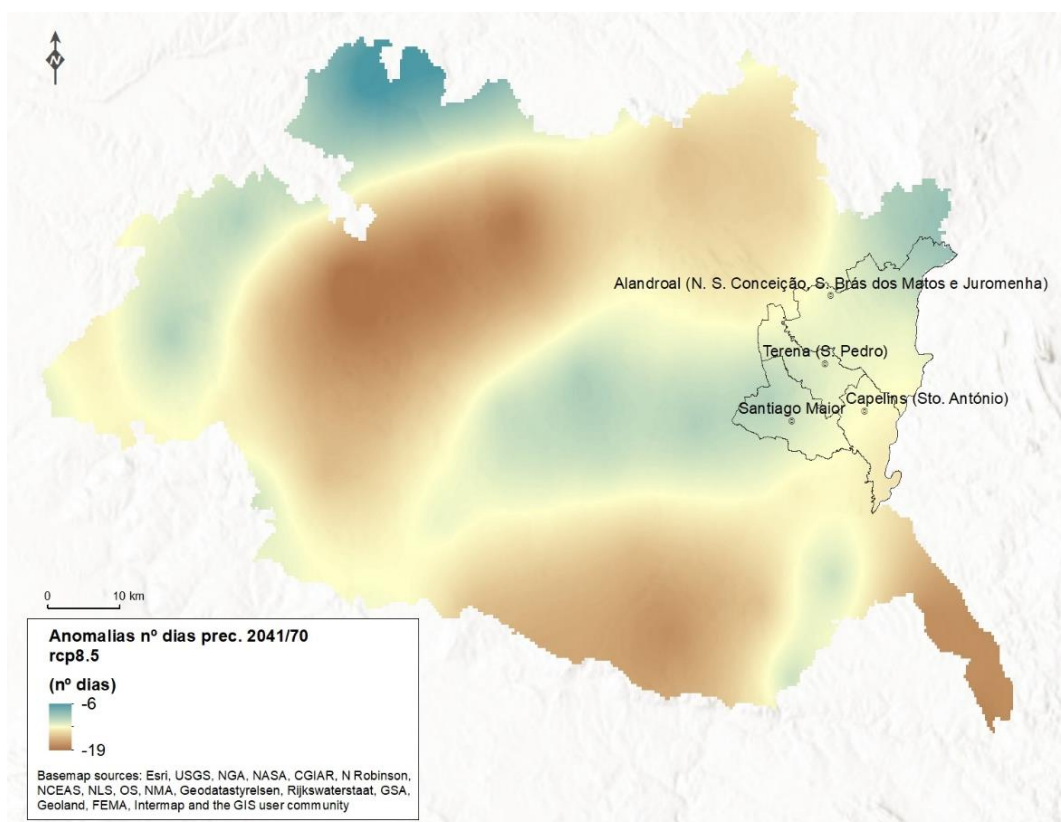 N
Alandroal (N. S. Conceição, S. Brás dos Matos e Juromenha)
Terena (S. Pedro)
Capelins (Sto. António)
Santiago Maior
0 10 km
Anomalias nº dias prec. 2041/70
rcp8.5
(nº dias)
-6
-19
Basemap sources: Esri, USGS, NGA, NASA, CGIAR, N Robinson,
NCEAS, NLS, OS, NMA, Geodatastyrelsen, Rijkswaterstaat, GSA,
Geoland, FEMA, Intermap and the GIS user community